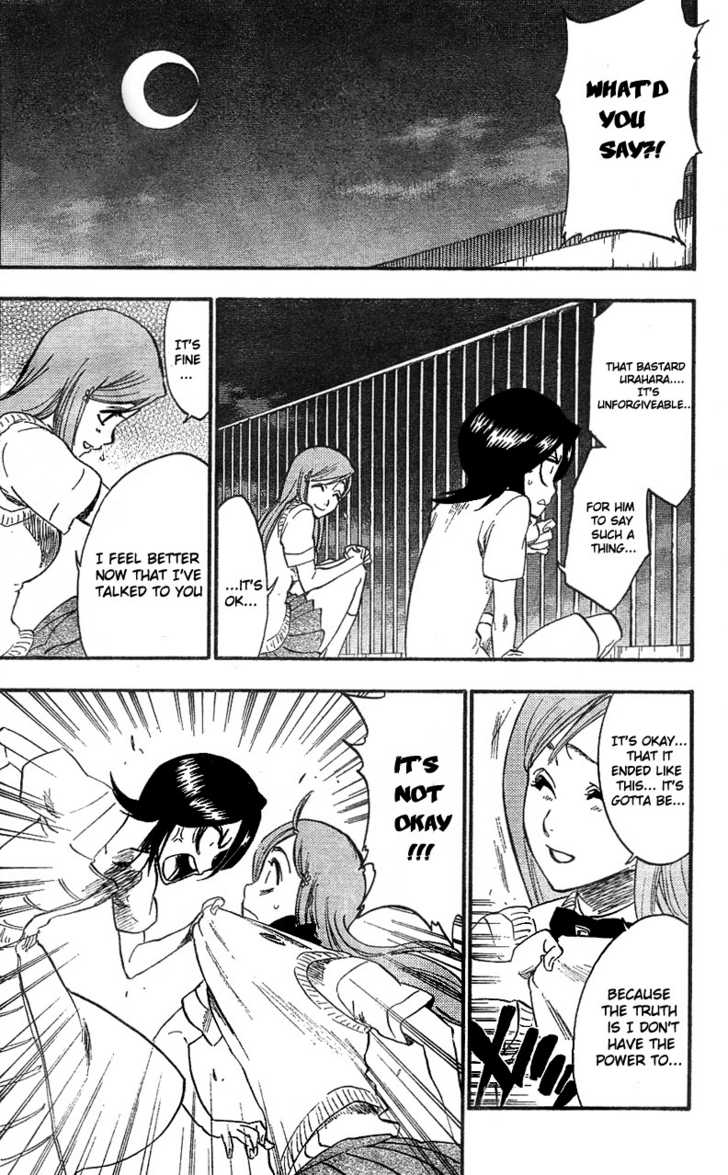 WHAT'D
YOU
SAY?!
THAT BASTARD
URAHARA....
IT'S
UNFORGIVEABLE..
FOR HIM
TO SAY
SUCH A
THING...
...IT'S
OK...
IT'S
FINE
...
I FEEL BETTER
NOW THAT I'VE
TALKED TO YOU
IT'S OKAY...
THAT IT
ENDED LIKE
THIS... IT'S
GOTTA BE...
BECAUSE
THE TRUTH
IS I DON'T
HAVE THE
POWER TO...
IT'S
NOT
OKAY
!!!